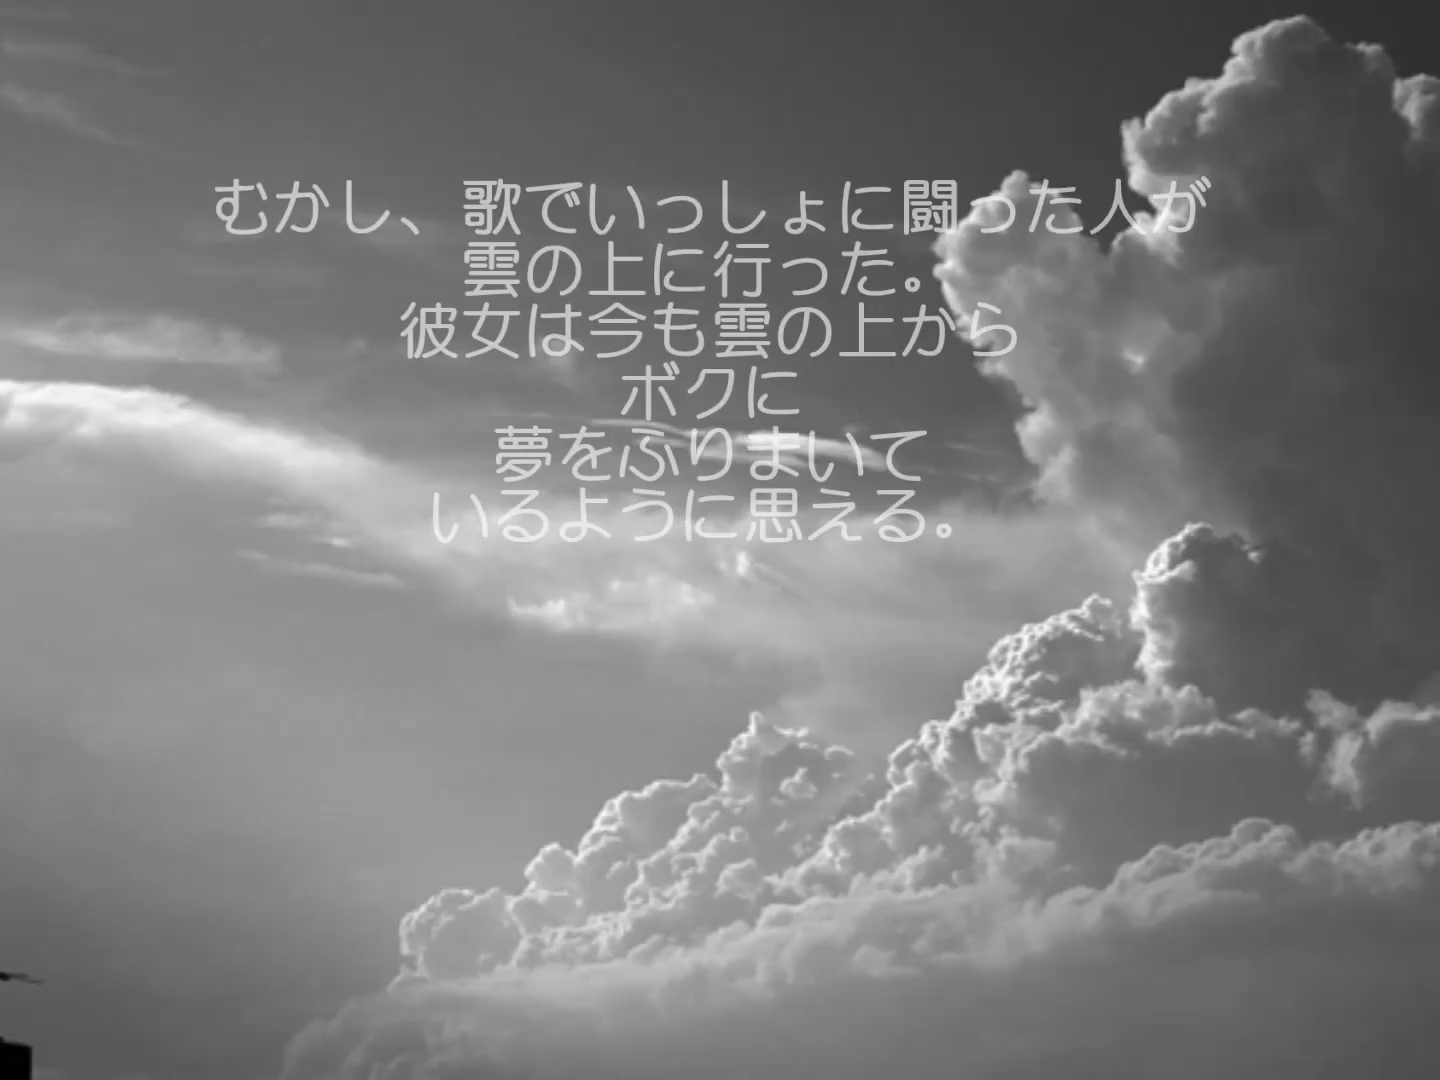 むかし、歌でいっしょに闘った人が
雲の上に行った。
彼女は今も雲の上から
ボクに
夢をふりまいて
いるように思える。